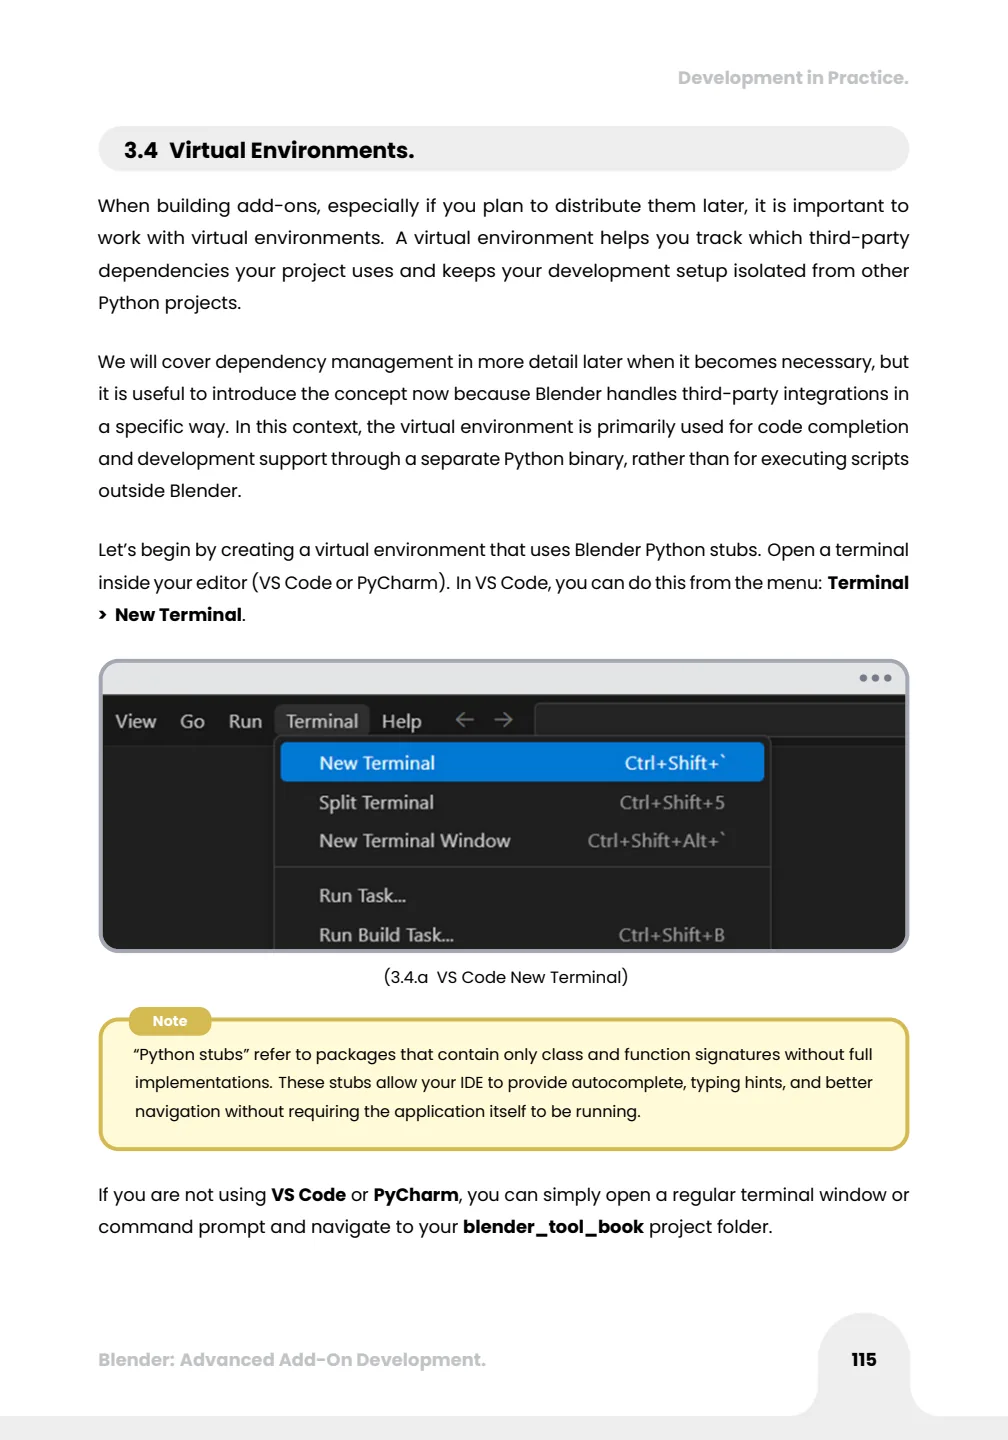 Development in Practice.
3.4 Virtual Environments.
When building add-ons, especially if you plan to distribute them later, it is important to
work with virtual environments. A virtual environment helps you track which third-party
dependencies your project uses and keeps your development setup isolated from other
Python projects.
We will cover dependency management in more detail later when it becomes necessary, but
it is useful to introduce the concept now because Blender handles third-party integrations in
a specific way. In this context, the virtual environment is primarily used for code completion
and development support through a separate Python binary, rather than for executing scripts
outside Blender.
Let’s begin by creating a virtual environment that uses Blender Python stubs. Open a terminal
inside your editor (VS Code or PyCharm). In VS Code, you can do this from the menu: Terminal
> New Terminal.
View Go Run Terminal Help ← →
New Terminal Ctrl+Shift+`
Split Terminal Ctrl+Shift+5
New Terminal Window Ctrl+Shift+Alt+`
Run Task...
Run Build Task... Ctrl+Shift+B
(3.4.a VS Code New Terminal)
Note
“Python stubs” refer to packages that contain only class and function signatures without full
implementations. These stubs allow your IDE to provide autocomplete, typing hints, and better
navigation without requiring the application itself to be running.
If you are not using VS Code or PyCharm, you can simply open a regular terminal window or
command prompt and navigate to your blender_tool_book project folder.
Blender: Advanced Add-On Development.
115